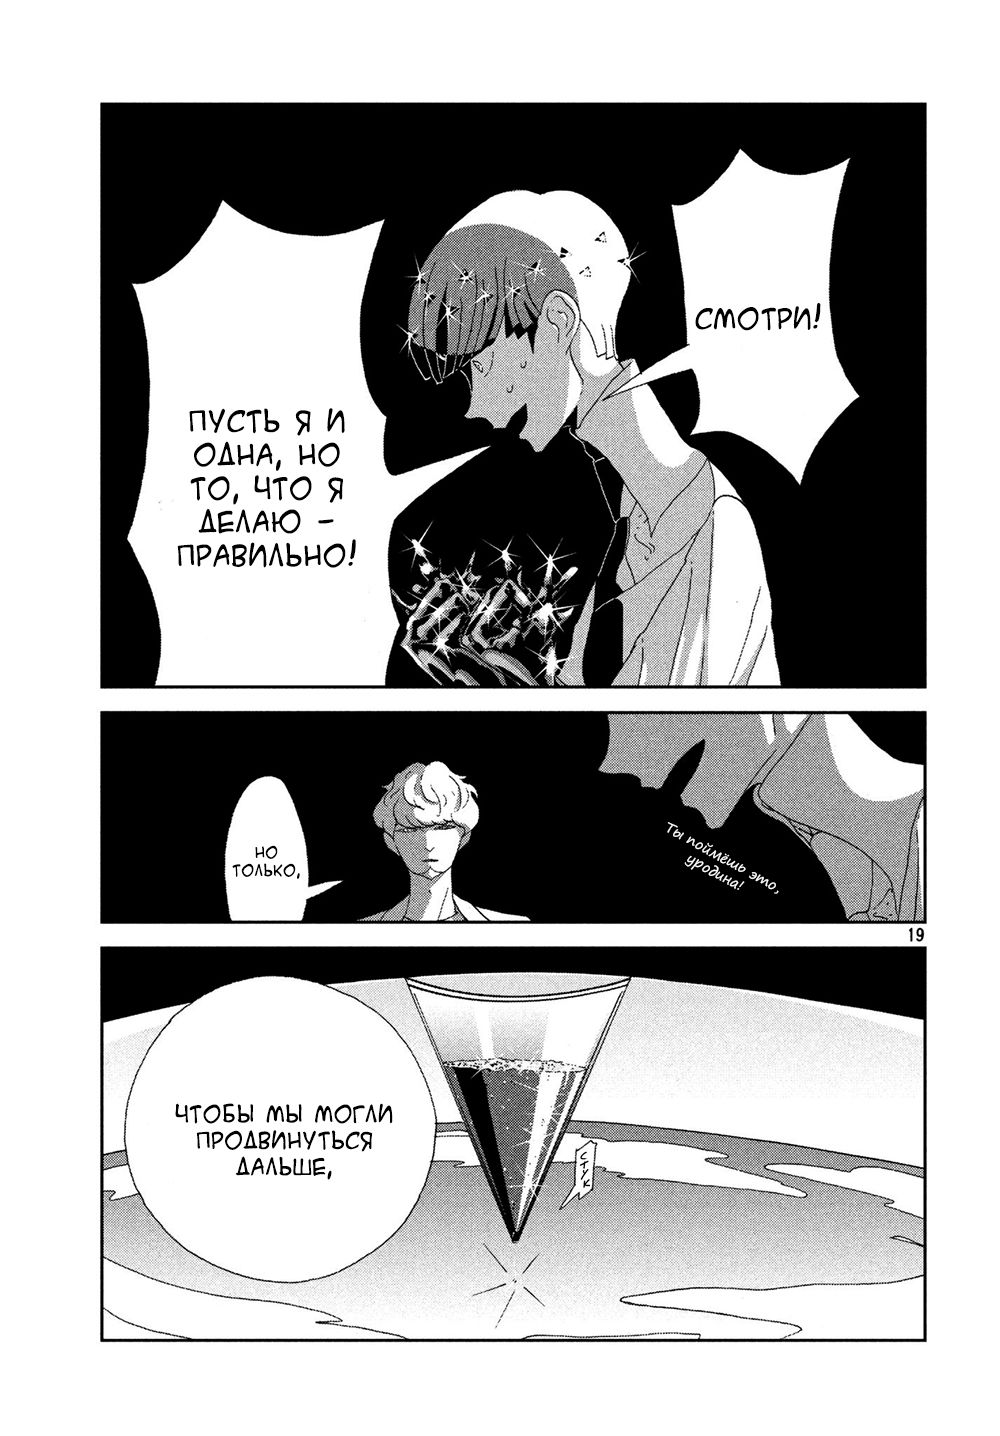 СМОТРИ!
ПУСТЬ Я И
ОДНА, НО
ТО, ЧТО Я
ДЕЛАЮ -
ПРАВИЛЬНО!
НО
ТОЛЬКО,
Ты поймёшь это,
уродина!
19
ЧТОБЫ МЫ МОГЛИ
ПРОДВИНУТЬСЯ
ДАЛЬШЕ,
СТУК